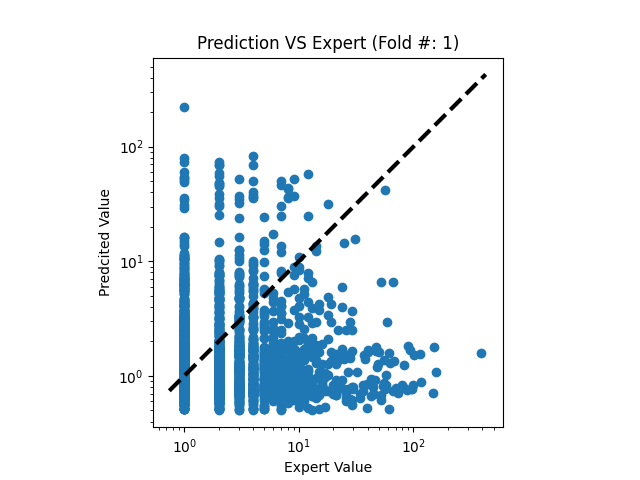 Prediction VS Expert (Fold #: 1)
Predcited Value
10²
10¹
10⁰
10⁰ 10¹ 10²
Expert Value